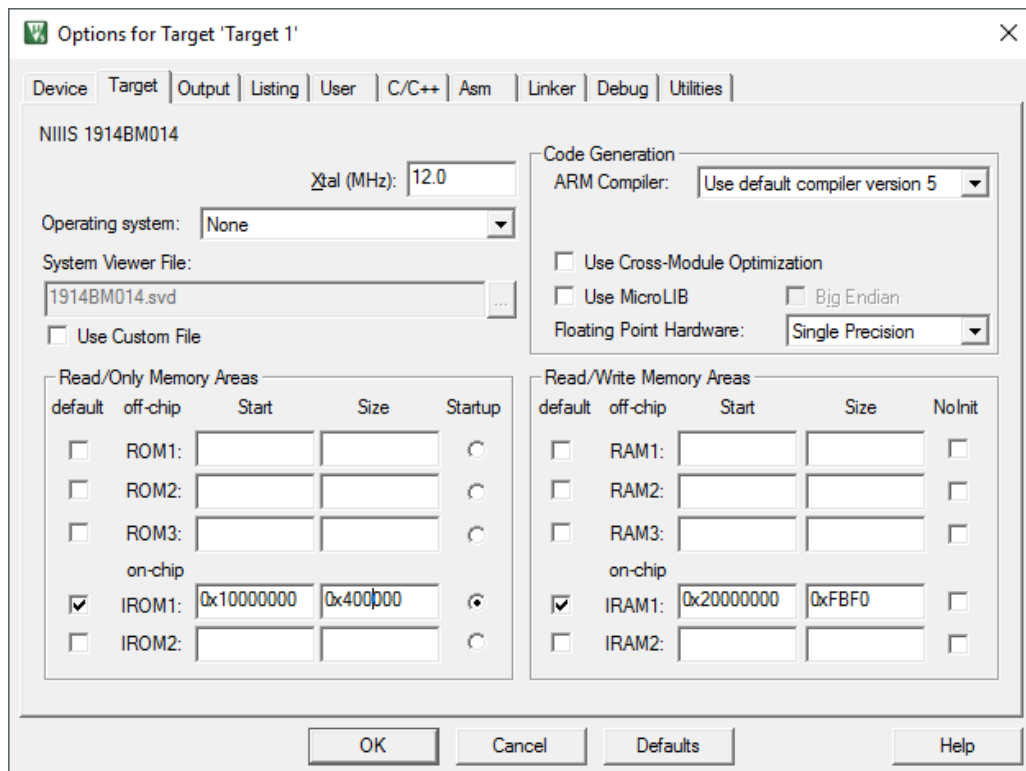 Options for Target 'Target 1'
Device Target Output Listing User C/C++ Asm Linker Debug Utilities
NIIIS 1914BM014
Xtal (MHz): 12.0
Operating system: None
System Viewer File:
1914BM014.svd ...
Use Custom File
Code Generation
ARM Compiler: Use default compiler version 5
Use Cross-Module Optimization
Use MicroLIB Big Endian
Floating Point Hardware: Single Precision
Read/Only Memory Areas
default off-chip Start Size Startup
ROM1:
ROM2:
ROM3:
on-chip
IROM1: 0x10000000 0x400000
IROM2:
Read/Write Memory Areas
default off-chip Start Size NoInit
RAM1:
RAM2:
RAM3:
on-chip
IRAM1: 0x20000000 0xFBF0
IRAM2:
OK Cancel Defaults Help